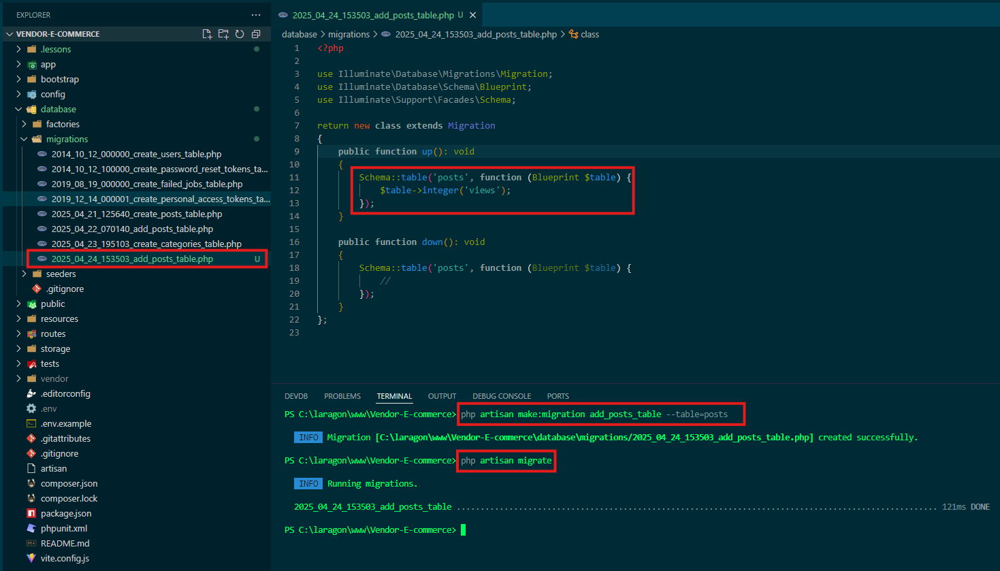 EXPLORER
VENDOR-E-COMMERCE
.lessons
app
bootstrap
config
database
factories
migrations
2014_10_12_000000_create_users_table.php
2014_10_12_100000_create_password_reset_tokens_ta...
2019_08_19_000000_create_failed_jobs_table.php
2019_12_14_000001_create_personal_access_tokens_ta...
2025_04_21_125640_create_posts_table.php
2025_04_22_070140_add_posts_table.php
2025_04_23_195103_create_categories_table.php
2025_04_24_153503_add_posts_table.php U
seeders
.gitignore
public
resources
routes
storage
tests
vendor
.editorconfig
.env
.env.example
.gitattributes
.gitignore
artisan
composer.json
composer.lock
package.json
phpunit.xml
README.md
vite.config.js
2025_04_24_153503_add_posts_table.php U
database > migrations > 2025_04_24_153503_add_posts_table.php > class
1 <?php
2
3 use Illuminate\Database\Migrations\Migration;
4 use Illuminate\Database\Schema\Blueprint;
5 use Illuminate\Support\Facades\Schema;
6
7 return new class extends Migration
8 {
9 public function up(): void
10 {
11 Schema::table('posts', function (Blueprint $table) {
12 $table->integer('views');
13 });
14 }
15
16 public function down(): void
17 {
18 Schema::table('posts', function (Blueprint $table) {
19 //
20 });
21 }
22 };
23
DEVDB PROBLEMS TERMINAL OUTPUT DEBUG CONSOLE PORTS
PS C:\laragon\www\Vendor-E-commerce> php artisan make:migration add_posts_table --table=posts
INFO Migration [C:\laragon\www\Vendor-E-commerce\database\migrations/2025_04_24_153503_add_posts_table.php] created successfully.
PS C:\laragon\www\Vendor-E-commerce> php artisan migrate
INFO Running migrations.
2025_04_24_153503_add_posts_table ........................................ 121ms DONE
PS C:\laragon\www\Vendor-E-commerce>